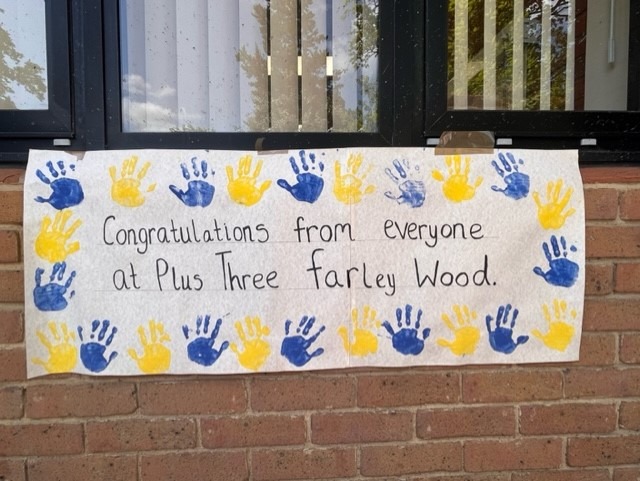 Congratulations from everyone
at Plus Three farley Wood.